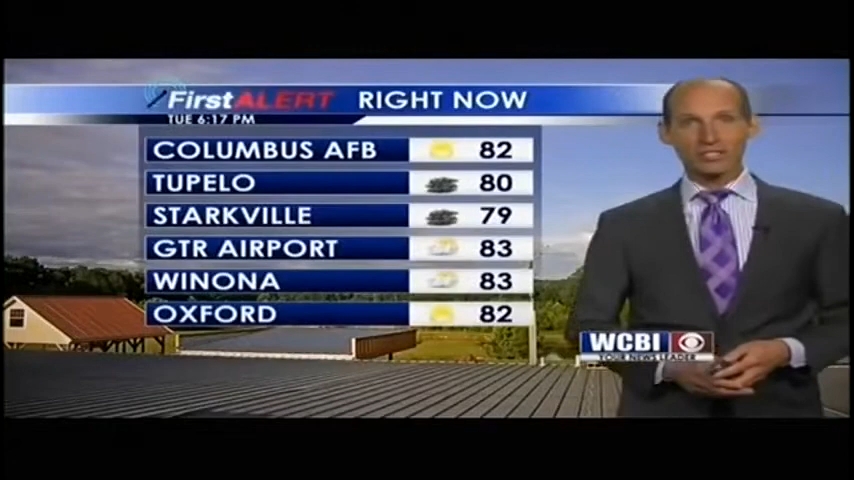 FirstALERT RIGHT NOW
TUE 6:17 PM
COLUMBUS AFB 82
TUPELO 80
STARKVILLE 79
GTR AIRPORT 83
WINONA 83
OXFORD 82
WCBI
YOUR NEWS LEADER